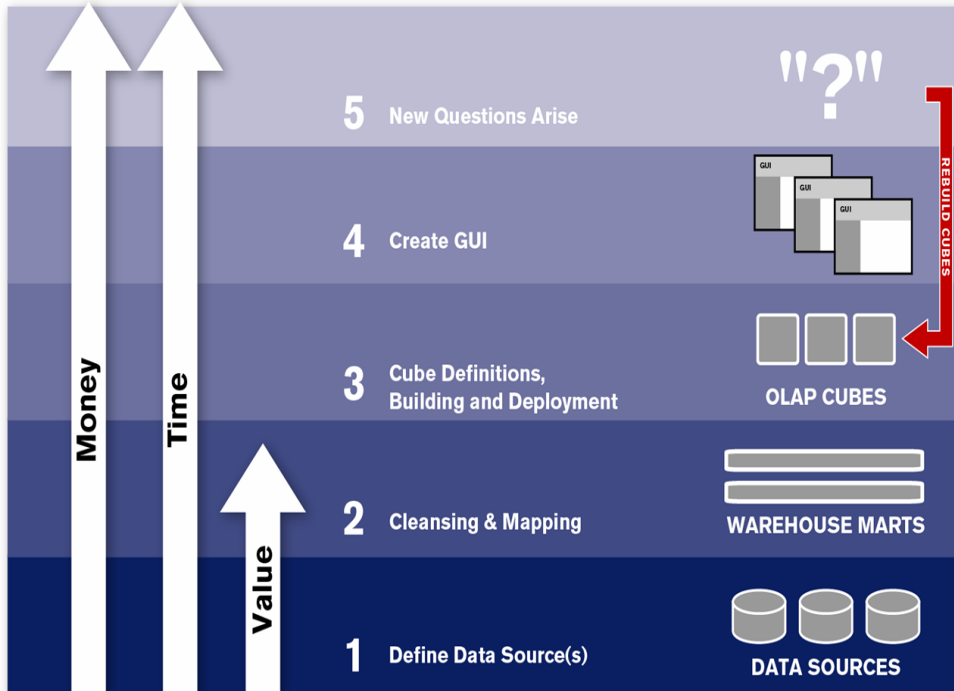 "?"
5 New Questions Arise
GUI
GUI
GUI
4 Create GUI
REBUILD CUBES
3 Cube Definitions,
Building and Deployment
OLAP CUBES
Money
Time
2 Cleansing & Mapping
WAREHOUSE MARTS
Value
1 Define Data Source(s)
DATA SOURCES